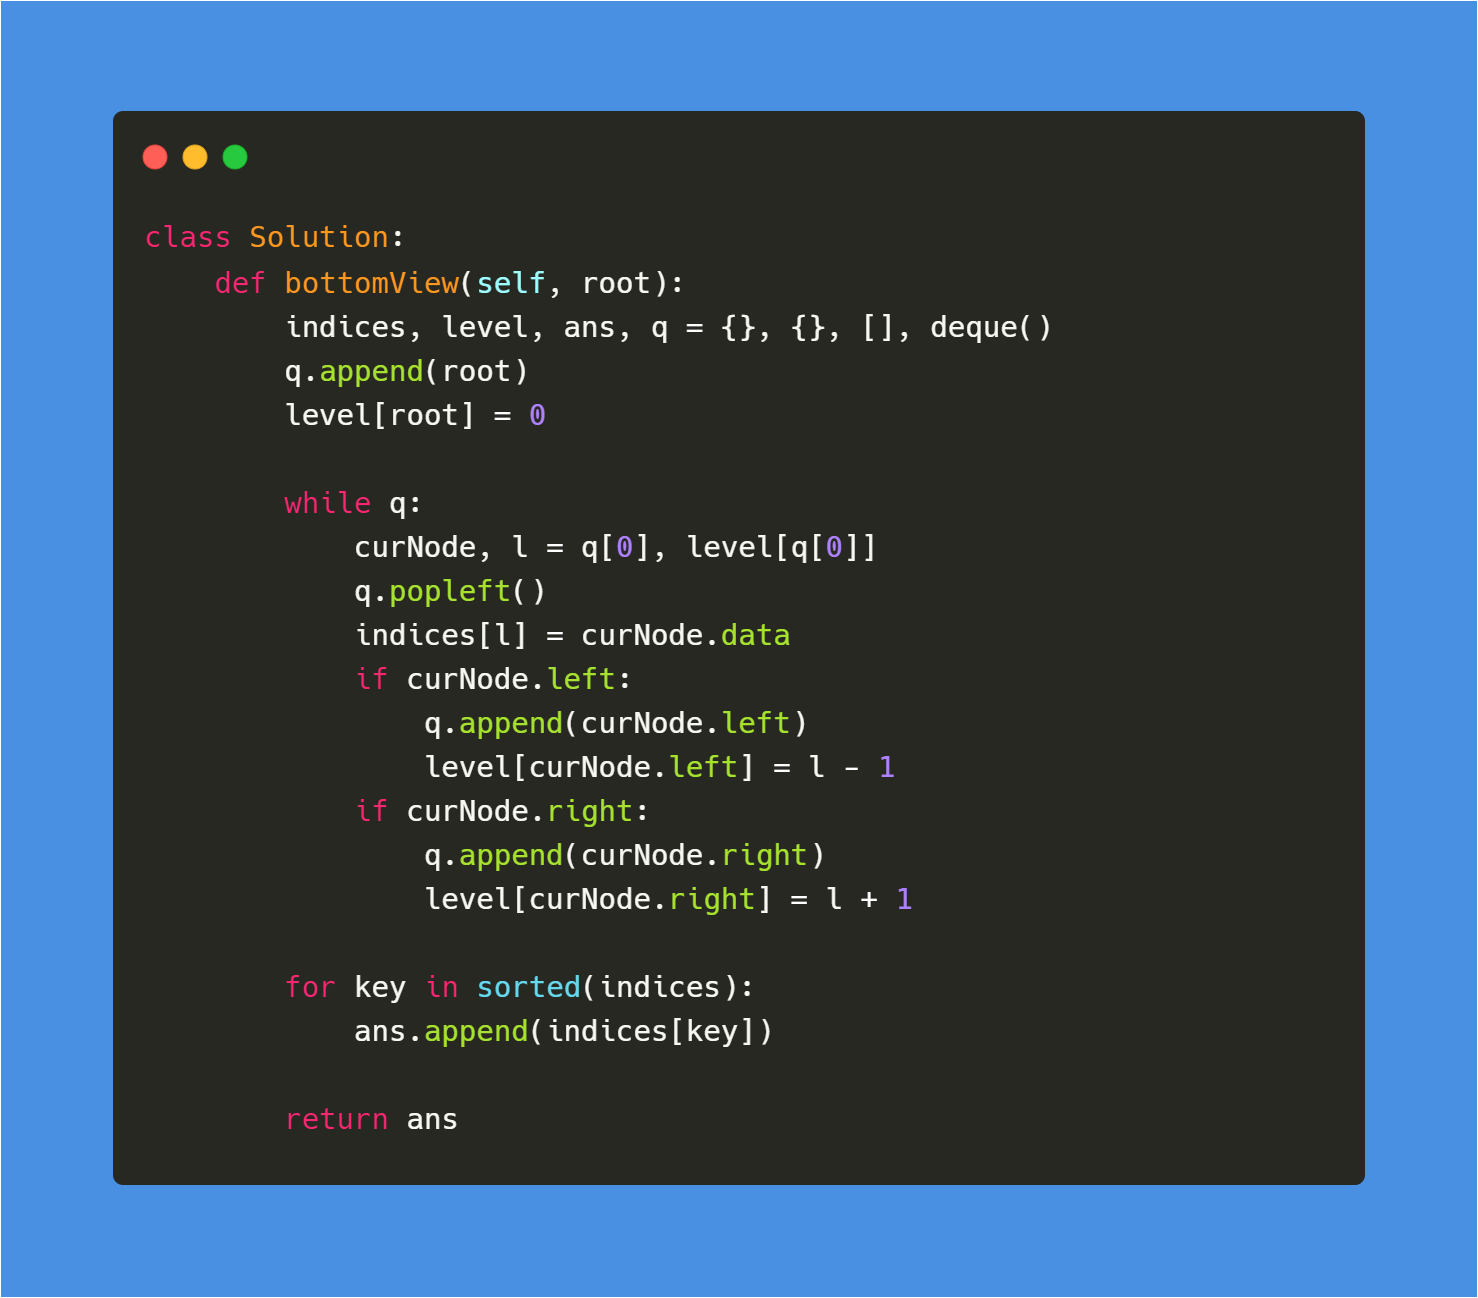 class Solution:
    def bottomView(self, root):
        indices, level, ans, q = {}, {}, [], deque()
        q.append(root)
        level[root] = 0

        while q:
            curNode, l = q[0], level[q[0]]
            q.popleft()
            indices[l] = curNode.data
            if curNode.left:
                q.append(curNode.left)
                level[curNode.left] = l - 1
            if curNode.right:
                q.append(curNode.right)
                level[curNode.right] = l + 1

        for key in sorted(indices):
            ans.append(indices[key])

        return ans